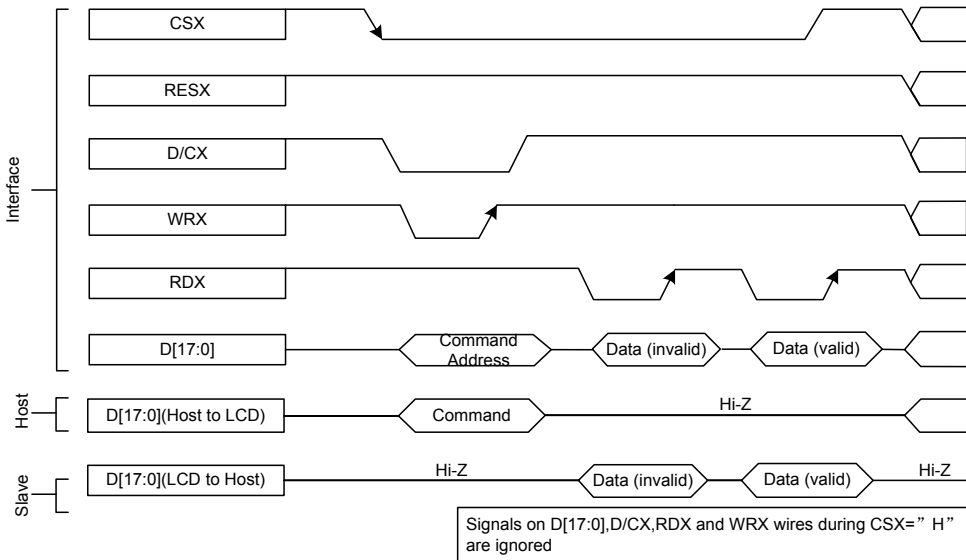 Interface
CSX
RESX
D/CX
WRX
RDX
D[17:0]
Command
Address
Data (invalid)
Data (valid)
Host
D[17:0](Host to LCD)
Command
Hi-Z
Slave
D[17:0](LCD to Host)
Hi-Z
Data (invalid)
Data (valid)
Hi-Z
Signals on D[17:0],D/CX,RDX and WRX wires during CSX=” H”
are ignored